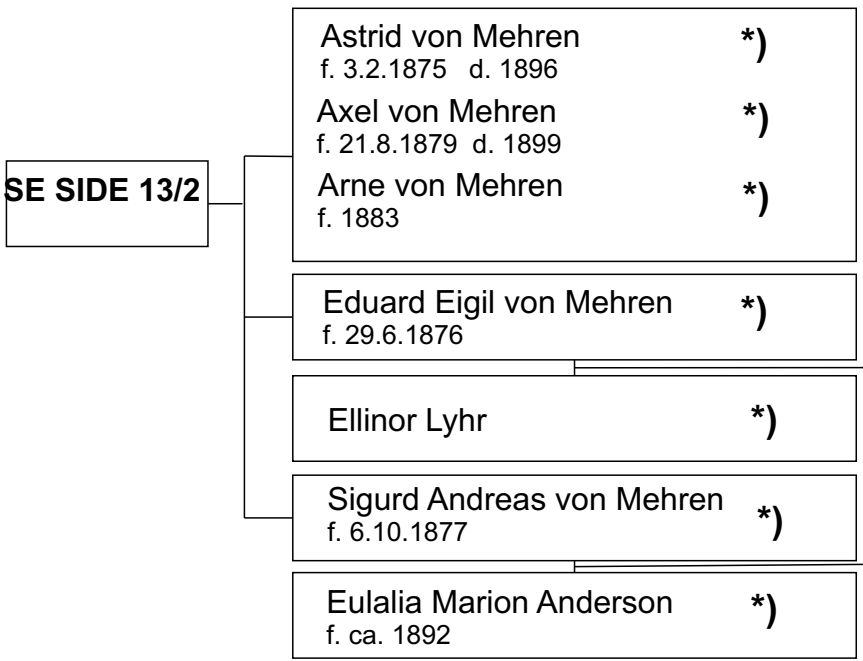 Astrid von Mehren *)
f. 3.2.1875 d. 1896
Axel von Mehren *)
f. 21.8.1879 d. 1899
Arne von Mehren *)
f. 1883
SE SIDE 13/2
Eduard Eigil von Mehren *)
f. 29.6.1876
Ellinor Lyhr *)
Sigurd Andreas von Mehren *)
f. 6.10.1877
Eulalia Marion Anderson *)
f. ca. 1892